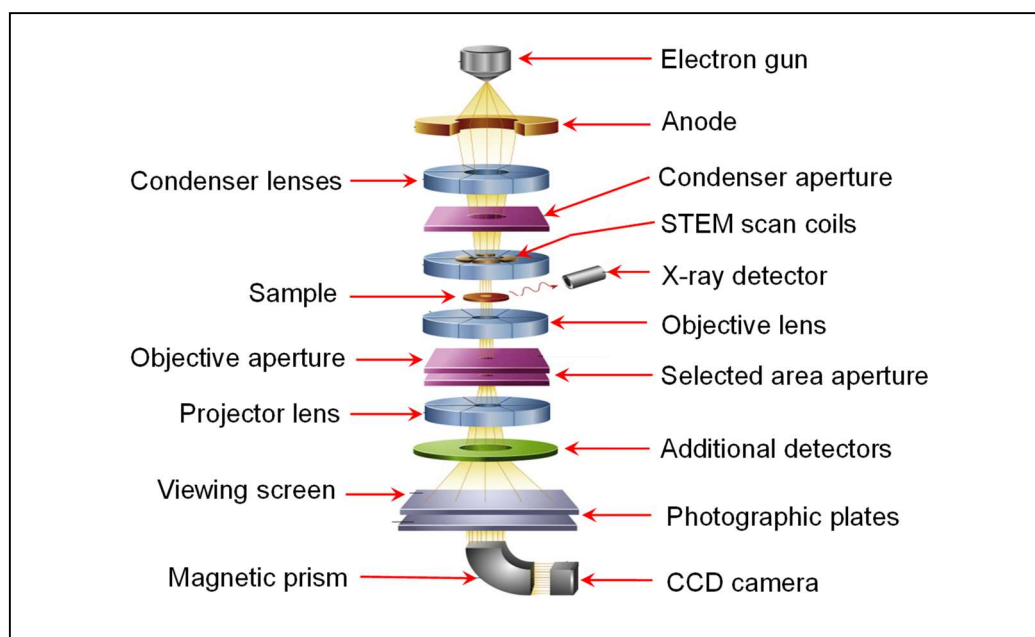 Electron gun
Anode
Condenser lenses
Condenser aperture
STEM scan coils
X-ray detector
Sample
Objective lens
Objective aperture
Selected area aperture
Projector lens
Additional detectors
Viewing screen
Photographic plates
Magnetic prism
CCD camera